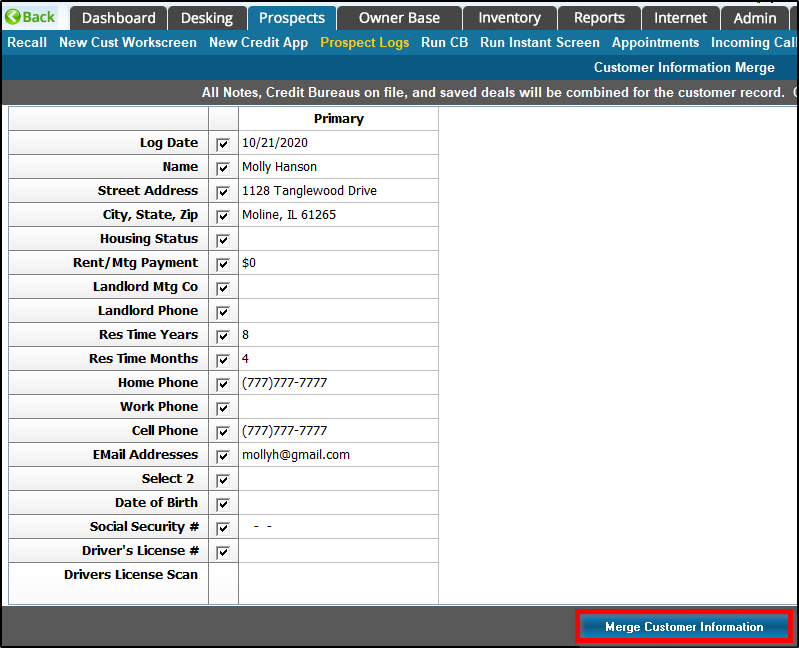 Back Dashboard Desking Prospects Owner Base Inventory Reports Internet Admin
Recall New Cust Workscreen New Credit App Prospect Logs Run CB Run Instant Screen Appointments Incoming Call
Customer Information Merge
All Notes, Credit Bureaus on file, and saved deals will be combined for the customer record.
Primary
Log Date 10/21/2020
Name Molly Hanson
Street Address 1128 Tanglewood Drive
City, State, Zip Moline, IL 61265
Housing Status
Rent/Mtg Payment $0
Landlord Mtg Co
Landlord Phone
Res Time Years 8
Res Time Months 4
Home Phone (777)777-7777
Work Phone
Cell Phone (777)777-7777
EMail Addresses mollyh@gmail.com
Select 2
Date of Birth
Social Security # - -
Driver's License #
Drivers License Scan
Merge Customer Information